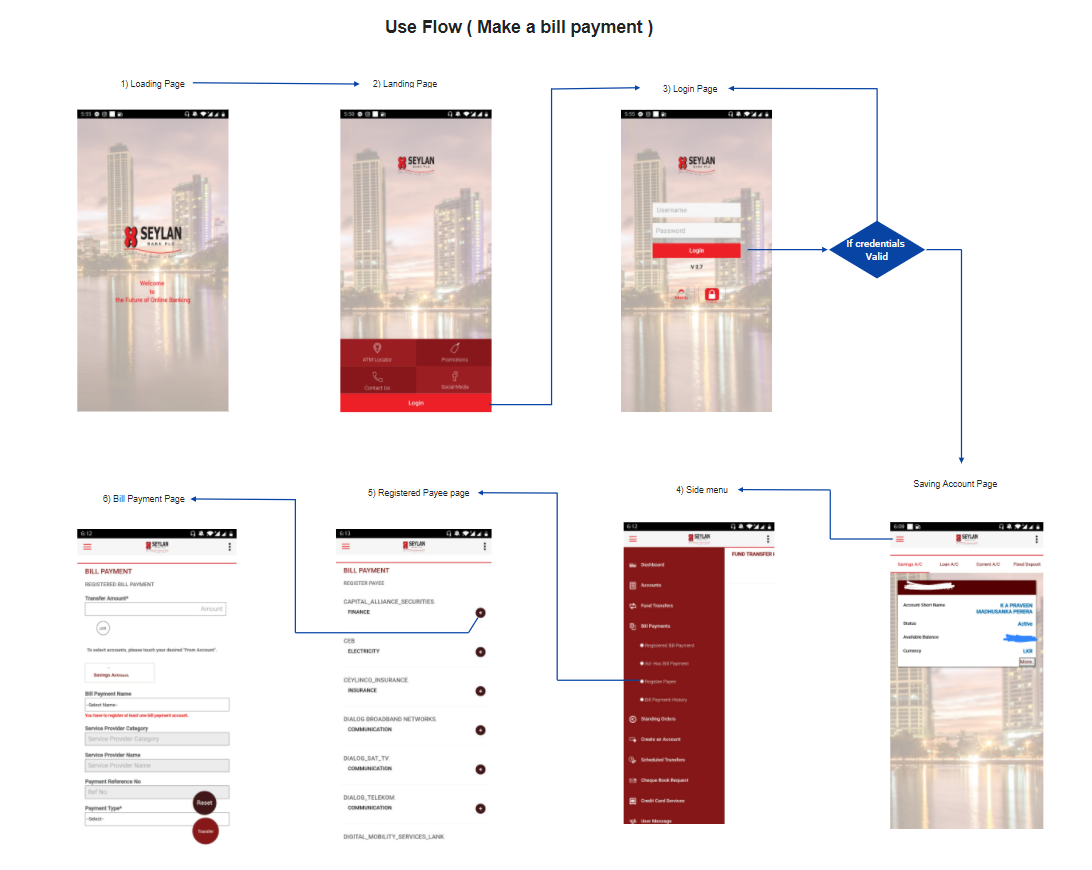 Use Flow ( Make a bill payment )
1) Loading Page
2) Landing Page
3) Login Page
5:55
SEYLAN
BANK PLC
Welcome
to
the Future of Online Banking
SEYLAN
BANK PLC
ATM Locator
Promotions
Contact Us
Social Media
Login
5:55
SEYLAN
BANK PLC
Username
Password
Login
V 2.7
If credentials
Valid
6) Bill Payment Page
5) Registered Payee page
4) Side menu
Saving Account Page
6:12
SEYLAN
BILL PAYMENT
REGISTERED BILL PAYMENT
Transfer Amount*
Amount
LKR
To select accounts, please touch your desired "From Account".
Savings Account
Bill Payment Name
--Select Name--
You have to register at least one bill payment account.
Service Provider Category
Service Provider Category
Service Provider Name
Service Provider Name
Payment Reference No
Ref No.
Payment Type*
--Select--
Reset
Transfer
6:13
SEYLAN
BILL PAYMENT
REGISTER PAYEE
CAPITAL_ALLIANCE_SECURITIES
FINANCE
CEB
ELECTRICITY
CEYLINCO_INSURANCE
INSURANCE
DIALOG BROADBAND NETWORKS
COMMUNICATION
DIALOG_SAT_TV
COMMUNICATION
DIALOG_TELEKOM
COMMUNICATION
DIGITAL_MOBILITY_SERVICES_LANK
6:12
SEYLAN
FUND TRANSFER
Dashboard
Accounts
Fund Transfers
Bill Payments
Registered Bill Payment
Ad-Hoc Bill Payment
Register Payee
Bill Payment History
Standing Orders
Create an Account
Scheduled Transfers
Cheque Book Request
Credit Card Services
User Message
6:09
SEYLAN
Savings A/C
Loan A/C
Current A/C
Fixed Deposit
Account Short Name
K A PRAVEEN
MADHUSANKA PERERA
Status
Active
Available Balance
Currency
LKR
More..